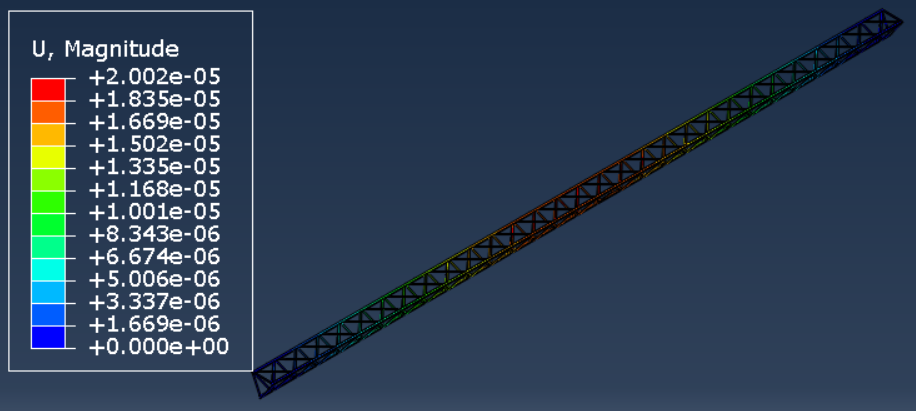 U, Magnitude
+2.002e-05
+1.835e-05
+1.669e-05
+1.502e-05
+1.335e-05
+1.168e-05
+1.001e-05
+8.343e-06
+6.674e-06
+5.006e-06
+3.337e-06
+1.669e-06
+0.000e+00